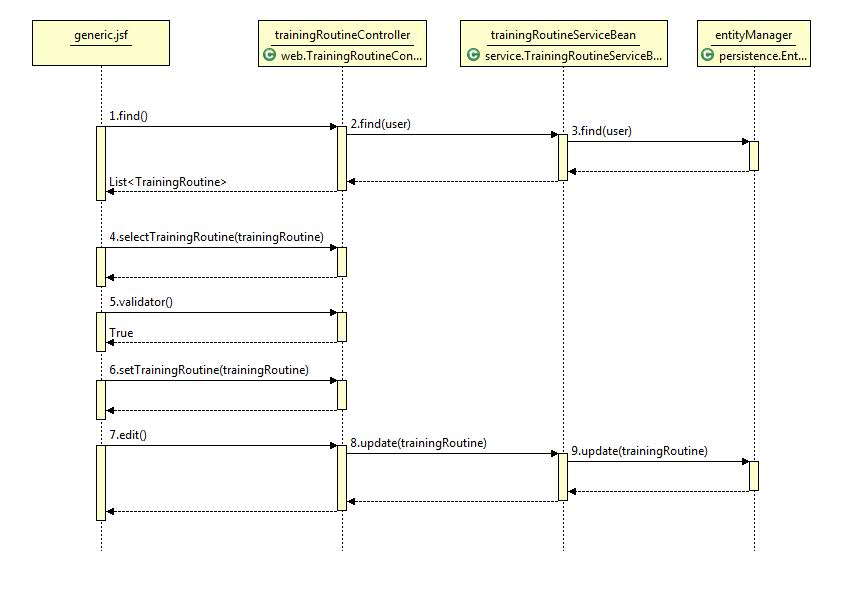 generic.jsf
trainingRoutineController
web.TrainingRoutineCon...
trainingRoutineServiceBean
service.TrainingRoutineServiceB...
entityManager
persistence.Ent...
1.find()
2.find(user)
3.find(user)
List<TrainingRoutine>
4.selectTrainingRoutine(trainingRoutine)
5.validator()
True
6.setTrainingRoutine(trainingRoutine)
7.edit()
8.update(trainingRoutine)
9.update(trainingRoutine)